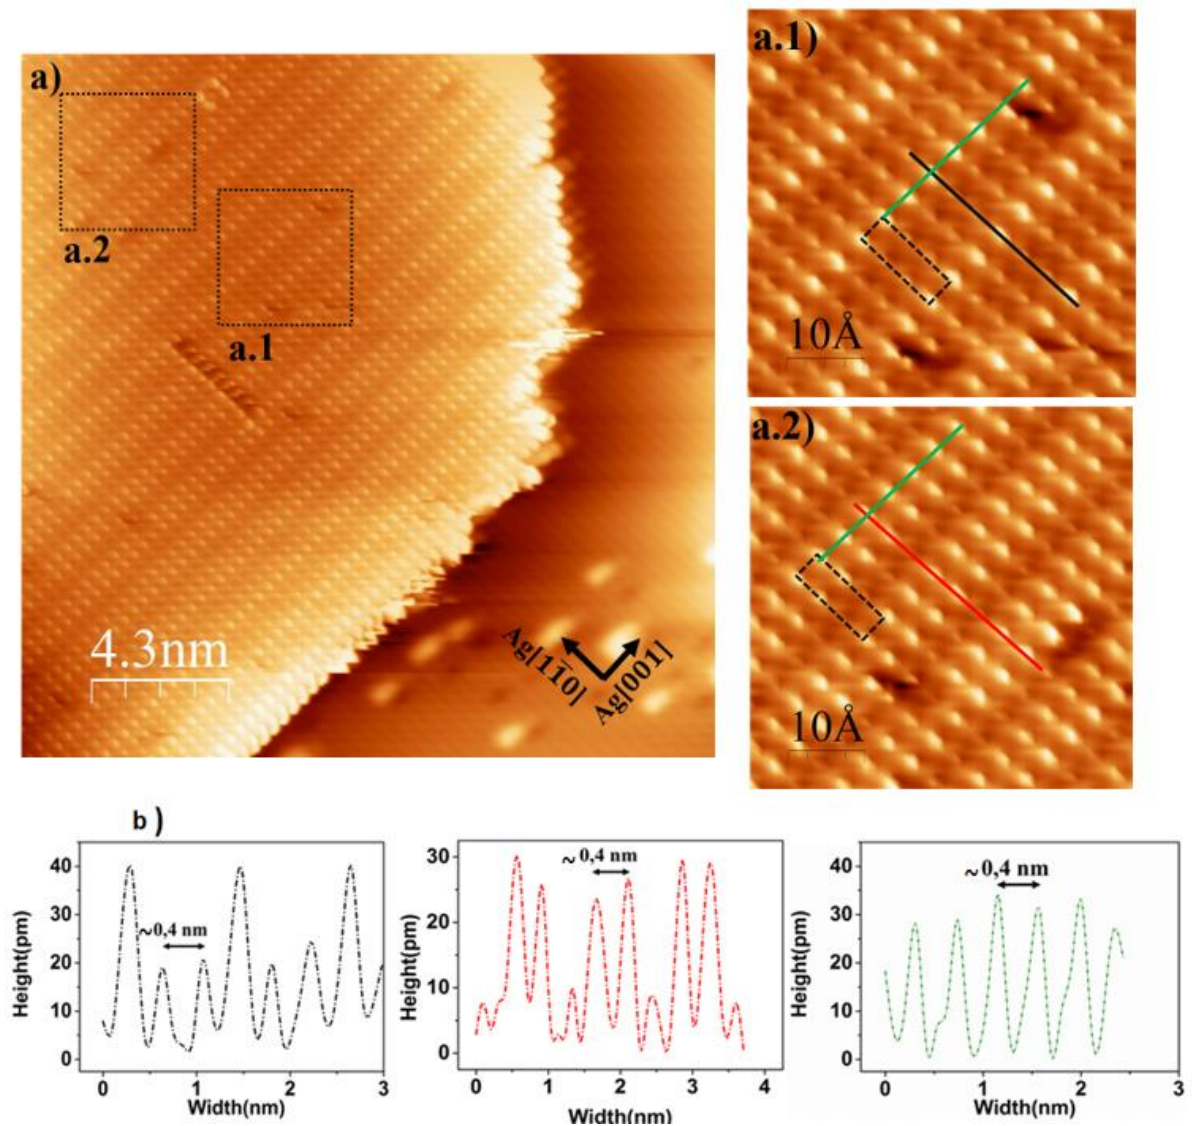 a)
a.2
a.1
4.3nm
Ag[11̄0]
Ag[001]
a.1)
10Å
a.2)
10Å
b )
Height(pm)
40
30
20
10
0
~0,4 nm
0 1 2 3
Width(nm)
Height(pm)
30
20
10
0
~0,4 nm
0 1 2 3 4
Width(nm)
Height(pm)
40
30
20
10
0
~0,4 nm
0 1 2 3
Width(nm)